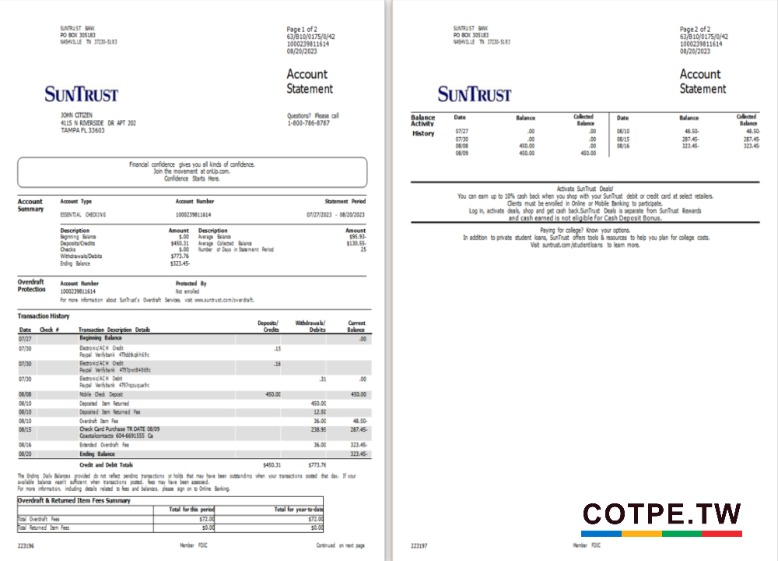 SUNTRUST BANK
PO BOX 305183
NASHVILLE TN 37230-5183
Page 1 of 2
63/B10/0175/0/42
1000239811614
08/20/2023
Account
Statement
SUNTRUST
JOHN CITIZEN
4115 N RIVERSIDE DR APT 202
TAMPA FL 33603
Questions? Please call
1-800-786-8787
Financial confidence gives you all kinds of confidence.
Join the movement at onUp.com.
Confidence Starts Here.
Account
Summary
Account Type Account Number Statement Period
ESSENTIAL CHECKING 1000239811614 07/27/2023 - 08/20/2023
Description Amount Description Amount
Beginning Balance $.00 Average Balance $95.93-
Deposits/Credits $450.31 Average Collected Balance $130.55-
Checks $.00 Number of Days in Statement Period 25
Withdrawals/Debits $773.76
Ending Balance $323.45-
Overdraft
Protection
Account Number Protected By
1000239811614 Not enrolled
For more information about SunTrust's Overdraft Services, visit www.suntrust.com/overdraft.
Transaction History
Date Check # Transaction Description Details Deposits/ Credits Withdrawals/ Debits Current Balance
07/27 Beginning Balance .00
07/30 Electronic/ACH Credit .15
Paypal Verifybank
07/30 Electronic/ACH Credit .16
Paypal Verifybank
07/30 Electronic/ACH Debit .31 .00
Paypal Verifybank
08/08 Mobile Check Deposit 450.00 450.00
08/10 Deposited Item Returned 450.00
08/10 Deposited Item Returned Fee 12.50
08/10 Overdraft Item Fee 36.00 48.50-
08/15 Check Card Purchase TR DATE 08/09 238.95 287.45-
Coastalcontacts 604-6691555 Ca
08/16 Extended Overdraft Fee 36.00 323.45-
08/20 Ending Balance 323.45-
Credit and Debit Totals $450.31 $773.76
The Ending Daily Balances provided do not reflect pending transactions or holds that may have been outstanding when your transactions posted that day. If your
available balance wasn't sufficient when transactions posted, fees may have been assessed.
For more information, including details related to fees and balances, please sign on to Online Banking.
Overdraft & Returned Item Fees Summary
Total for this period Total for year-to-date
Total Overdraft Fees $72.00 $72.00
Total Returned Item Fees $0.00 $0.00
223196 Member FDIC Continued on next page
SUNTRUST BANK
PO BOX 305183
NASHVILLE TN 37230-5183
Page 2 of 2
63/B10/0175/0/42
1000239811614
08/20/2023
Account
Statement
SUNTRUST
Balance
Activity
History
Date Balance Collected Balance Date Balance Collected Balance
07/27 .00 .00 08/10 48.50- 48.50-
07/30 .00 .00 08/15 287.45- 287.45-
08/08 450.00 .00 08/16 323.45- 323.45-
08/09 450.00 450.00
Activate SunTrust Deals!
You can earn up to 10% cash back when you shop with your SunTrust debit or credit card at select retailers.
Clients must be enrolled in Online or Mobile Banking to participate.
Log in, activate deals, shop and get cash back.SunTrust Deals is separate from SunTrust Rewards
and cash earned is not eligible for Cash Deposit Bonus.
Paying for college? Know your options.
In addition to private student loans, SunTrust offers tools & resources to help you plan for college costs.
Visit suntrust.com/studentloans to learn more.
COTPE.TW
223197 Member FDIC